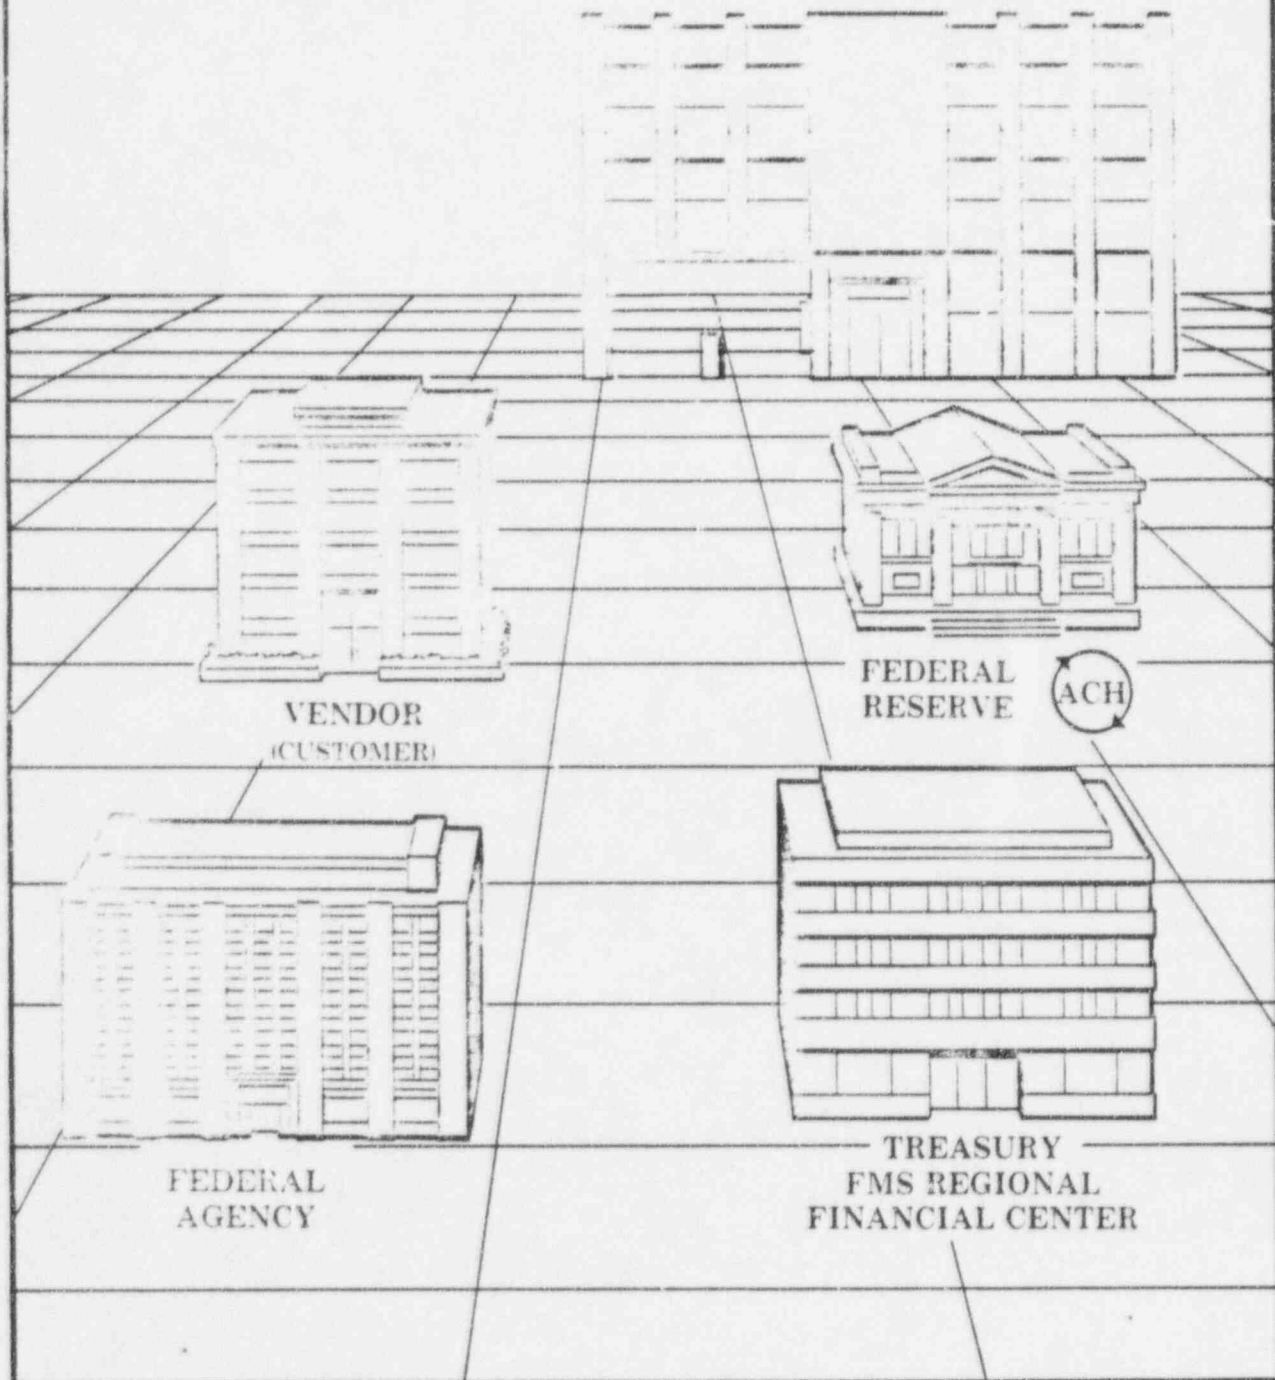 VENDOR
(CUSTOMER)
FEDERAL
RESERVE
ACH
FEDERAL
AGENCY
TREASURY
FMS REGIONAL
FINANCIAL CENTER